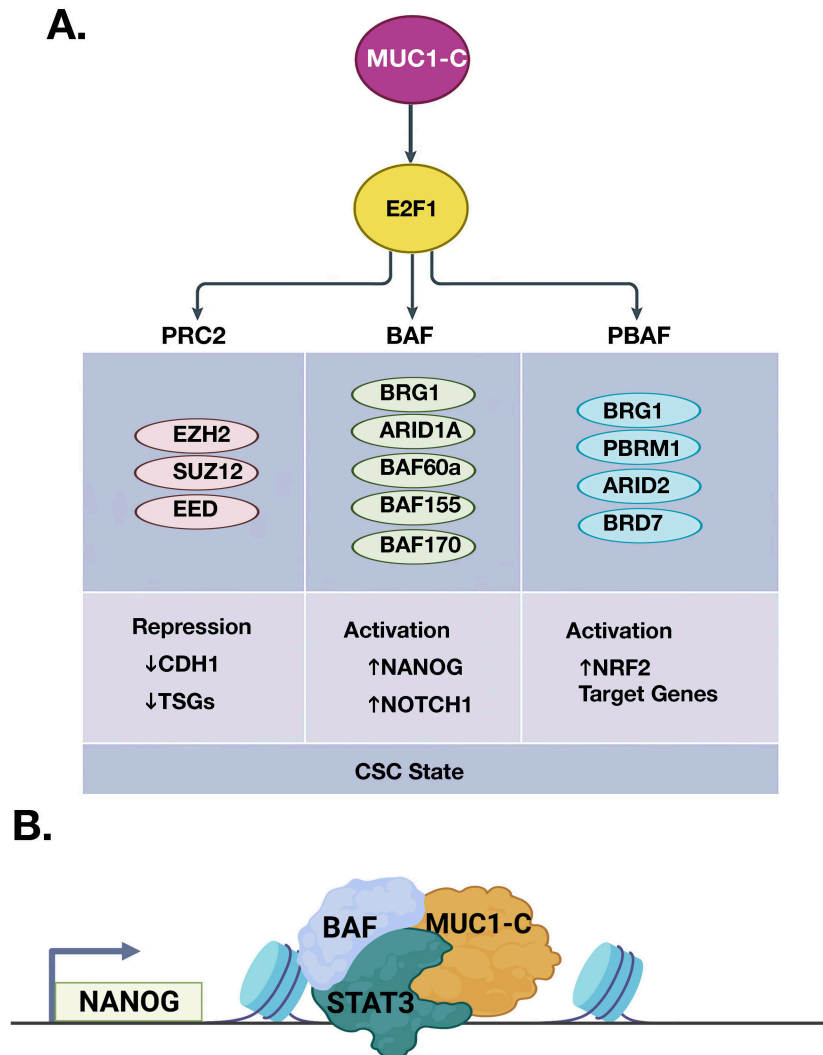 A.
MUC1-C
E2F1
PRC2
BAF
PBAF
EZH2
SUZ12
EED
BRG1
ARID1A
BAF60a
BAF155
BAF170
BRG1
PBRM1
ARID2
BRD7
Repression
↓CDH1
↓TSGs
Activation
↑NANOG
↑NOTCH1
Activation
↑NRF2
Target Genes
CSC State
B.
BAF
MUC1-C
STAT3
NANOG